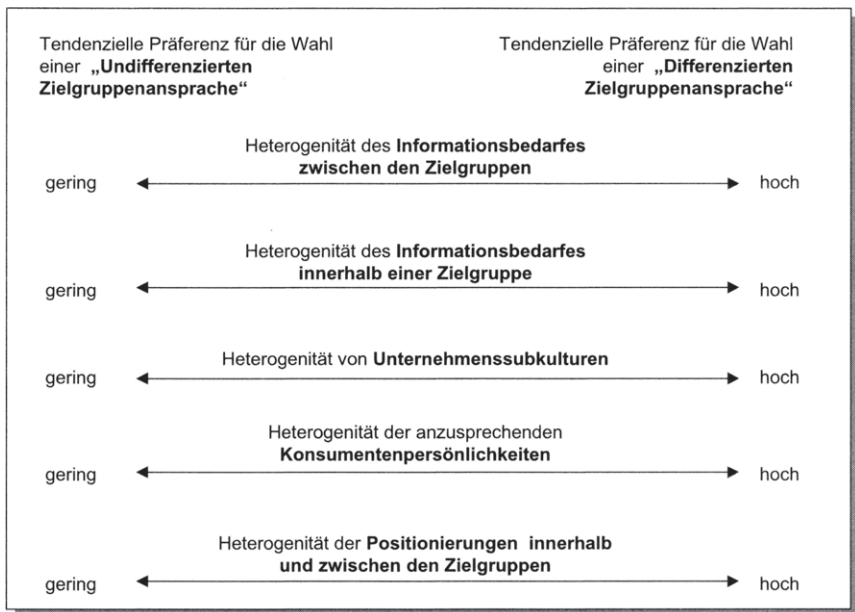 Tendenzielle Präferenz für die Wahl
einer „Undifferenzierten
Zielgruppenansprache“
Tendenzielle Präferenz für die Wahl
einer „Differenzierten
Zielgruppenansprache“
Heterogenität des Informationsbedarfes
zwischen den Zielgruppen
gering
hoch
Heterogenität des Informationsbedarfes
innerhalb einer Zielgruppe
gering
hoch
Heterogenität von Unternehmenssubkulturen
gering
hoch
Heterogenität der anzusprechenden
Konsumentenpersönlichkeiten
gering
hoch
Heterogenität der Positionierungen innerhalb
und zwischen den Zielgruppen
gering
hoch